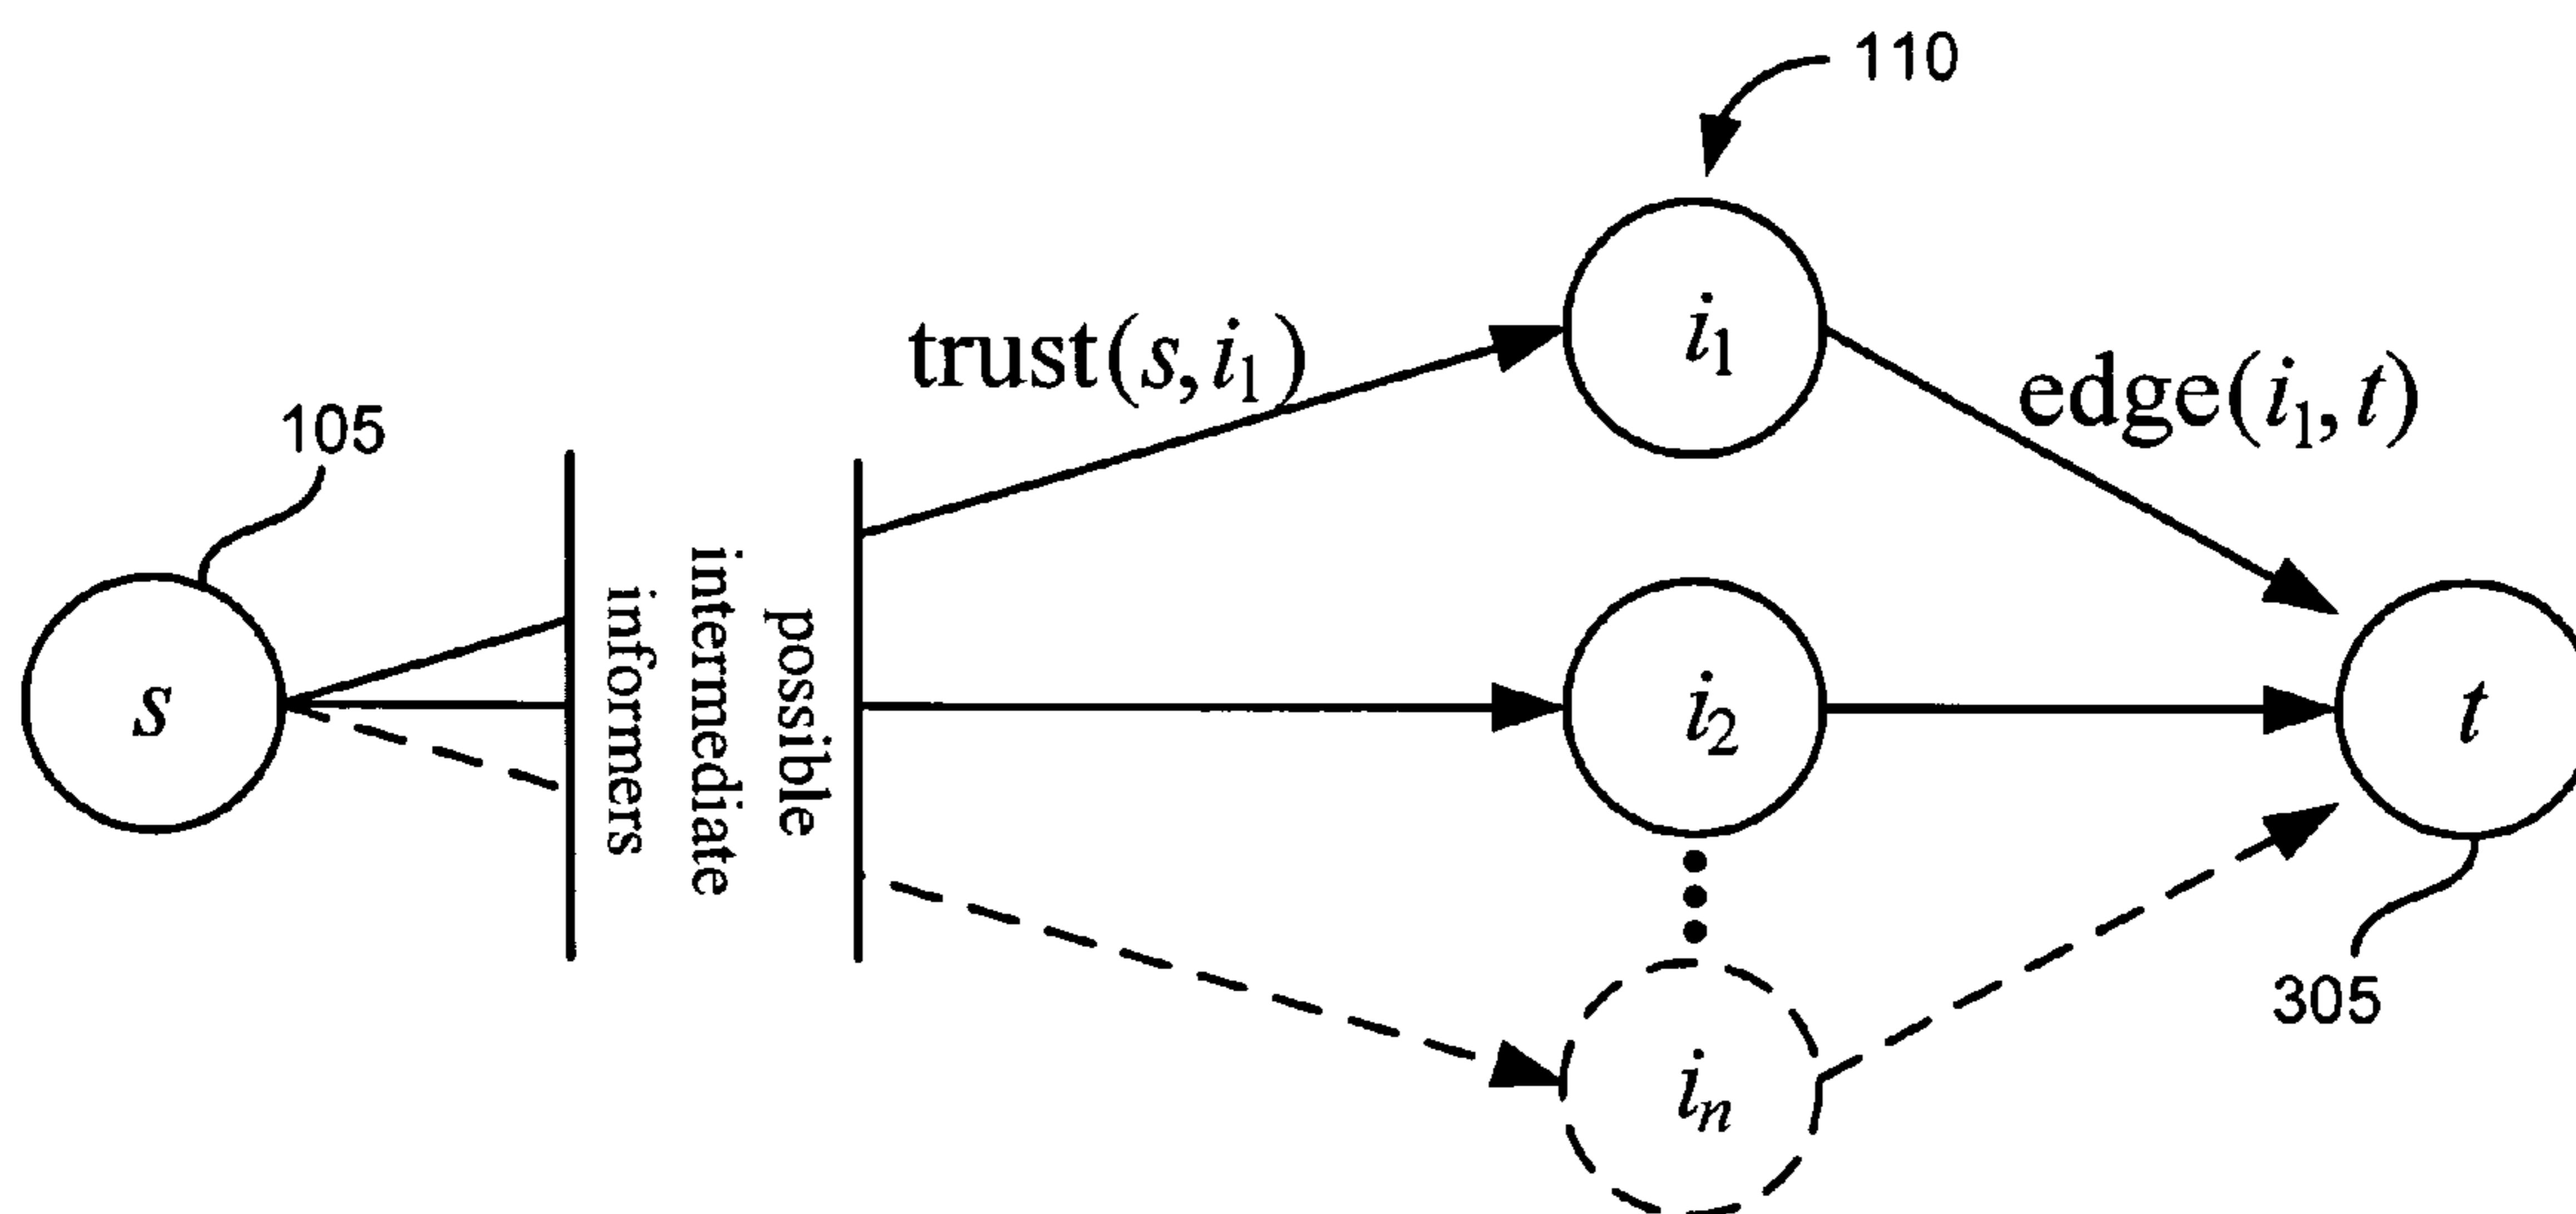 110
trust(s, i₁)
i₁
edge(i₁, t)
105
s
possible
intermediate
informers
i₂
t
305
iₙ